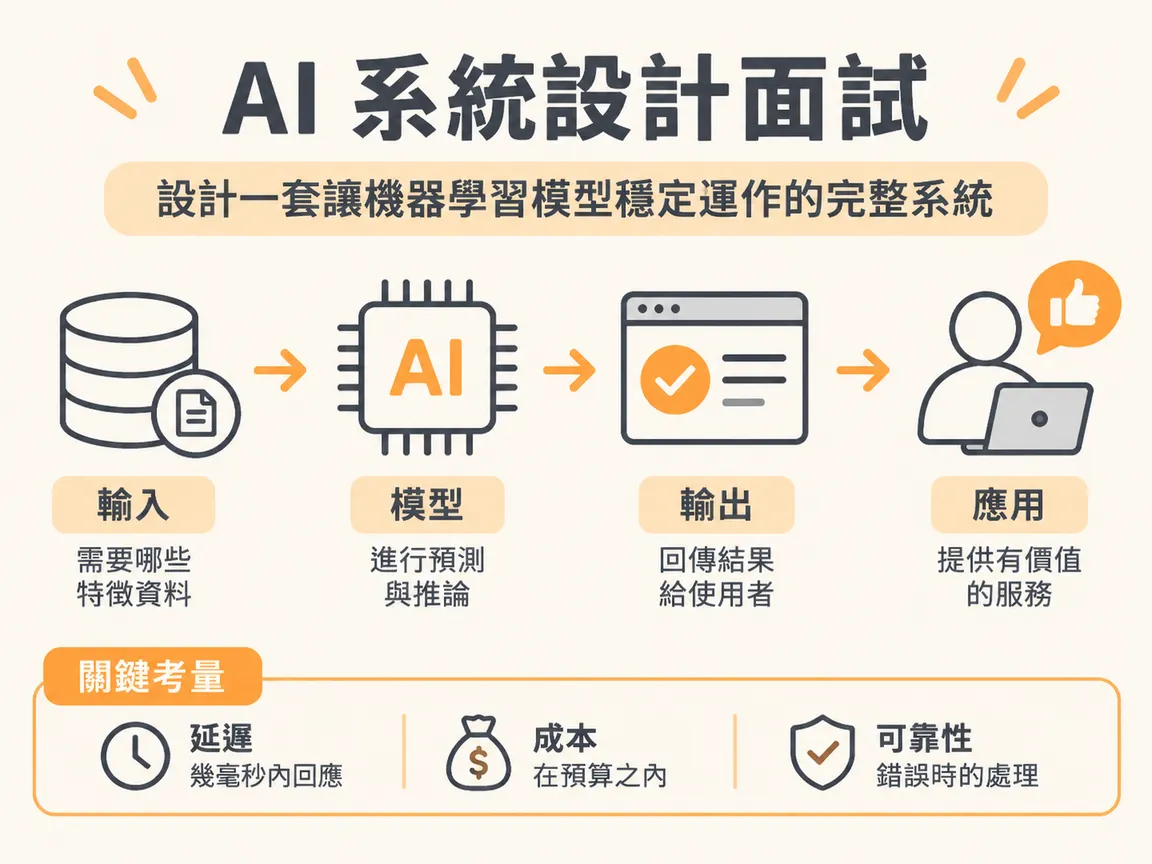 AI 系統設計面試
設計一套讓機器學習模型穩定運作的完整系統
AI
輸入
需要哪些
特徵資料
模型
進行預測
與推論
輸出
回傳結果
給使用者
應用
提供有價值
的服務
關鍵考量
延遲
幾毫秒內回應
$
成本
在預算之內
可靠性
錯誤時的處理